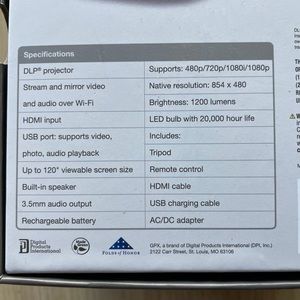 Specifications
DLP® projector
Stream and mirror video
and audio over Wi-Fi
HDMI input
USB port: supports video,
photo, audio playback
Up to 120" viewable screen size
Built-in speaker
3.5mm audio output
Rechargeable battery
Supports: 480p/720p/1080i/1080p
Native resolution: 854 x 480
Brightness: 1200 lumens
LED bulb with 20,000 hour life
Includes:
Tripod
Remote control
HDMI cable
USB charging cable
AC/DC adapter
Digital
Products
International
FOLDS of HONOR
GPX, a brand of Digital Products International (DPI, Inc.)
2122 Carr Street, St. Louis, MO 63106